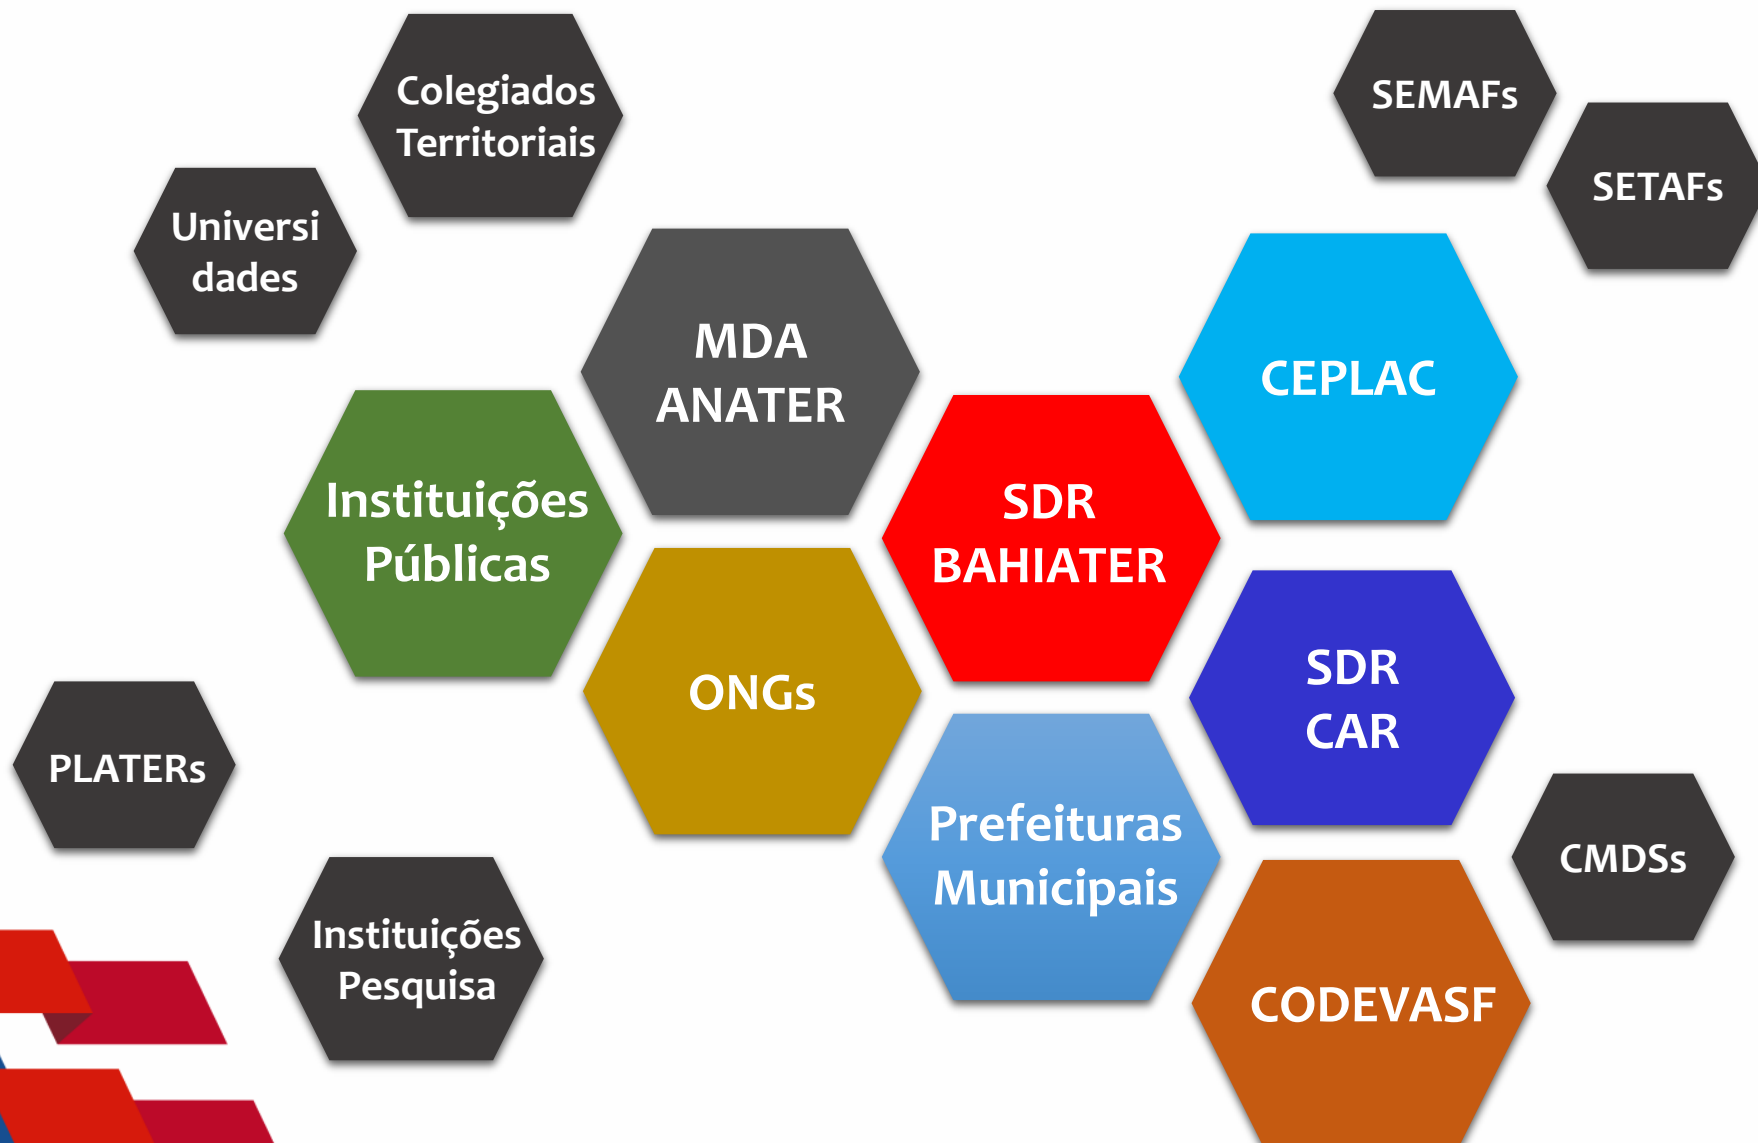 Colegiados
Territoriais
SEMAFs
SETAFs
Universi
dades
MDA
ANATER
CEPLAC
Instituições
Públicas
SDR
BAHIATER
ONGs
SDR
CAR
PLATERs
Prefeituras
Municipais
CMDSs
Instituições
Pesquisa
CODEVASF